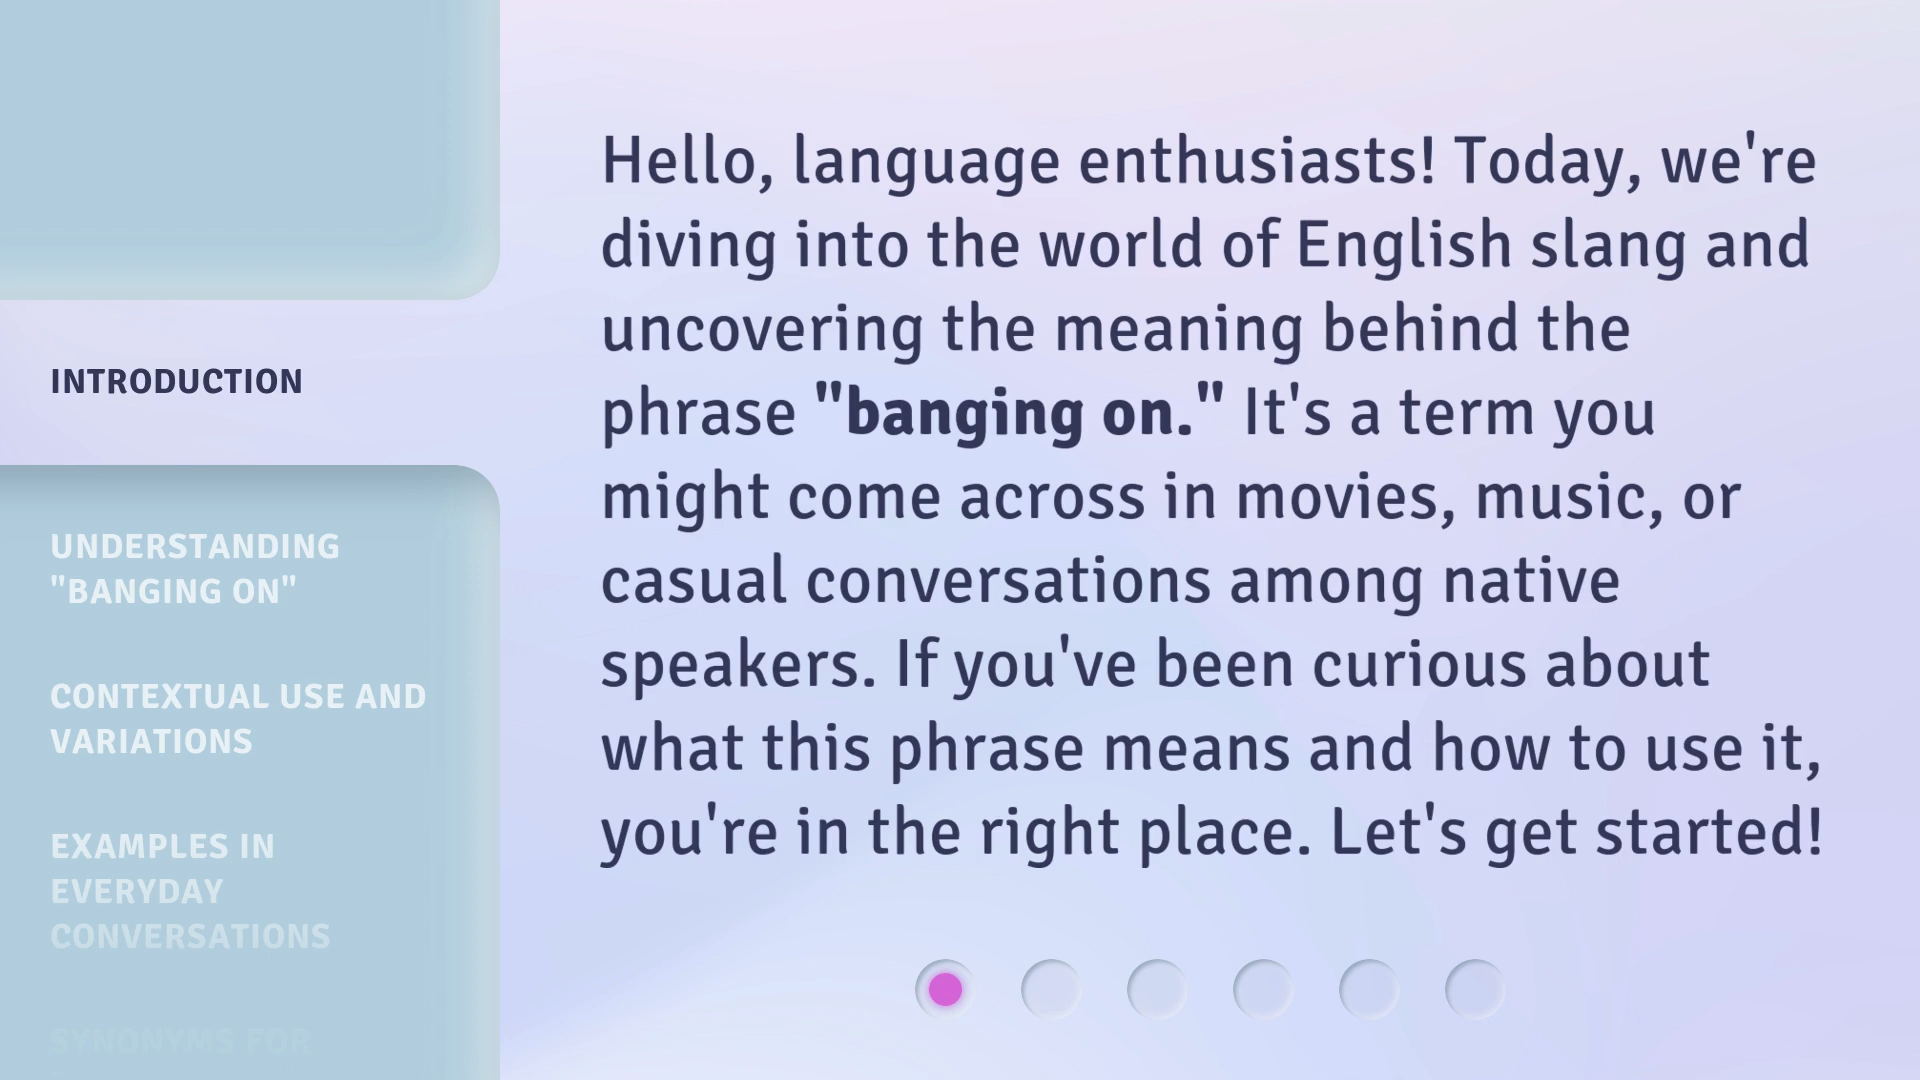 INTRODUCTION
UNDERSTANDING
"BANGING ON"
CONTEXTUAL USE AND
VARIATIONS
EXAMPLES IN
EVERYDAY
CONVERSATIONS
SYNONYMS FOR
Hello, language enthusiasts! Today, we're
diving into the world of English slang and
uncovering the meaning behind the
phrase "banging on." It's a term you
might come across in movies, music, or
casual conversations among native
speakers. If you've been curious about
what this phrase means and how to use it,
you're in the right place. Let's get started!